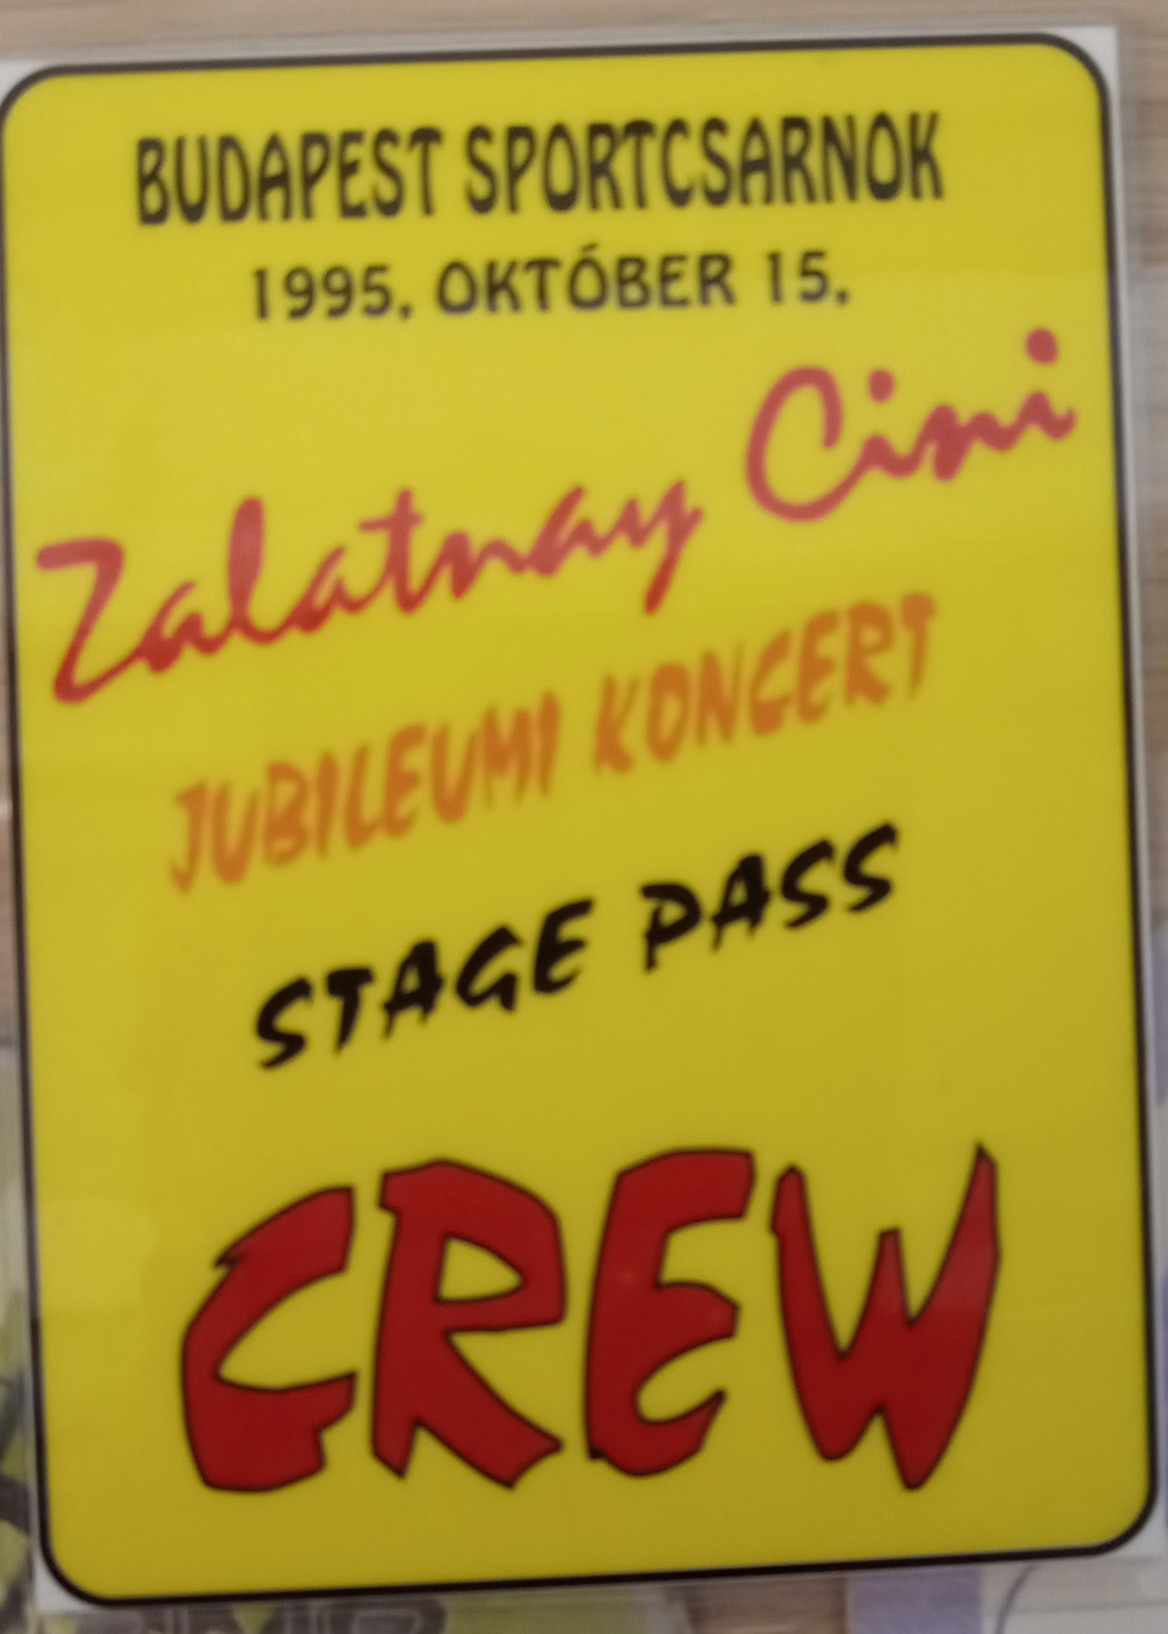 BUDAPEST SPORTCSARNOK
1995. OKTÓBER 15.
Zalatnay Cini
JUBILEUMI KONCERT
STAGE PASS
CREW